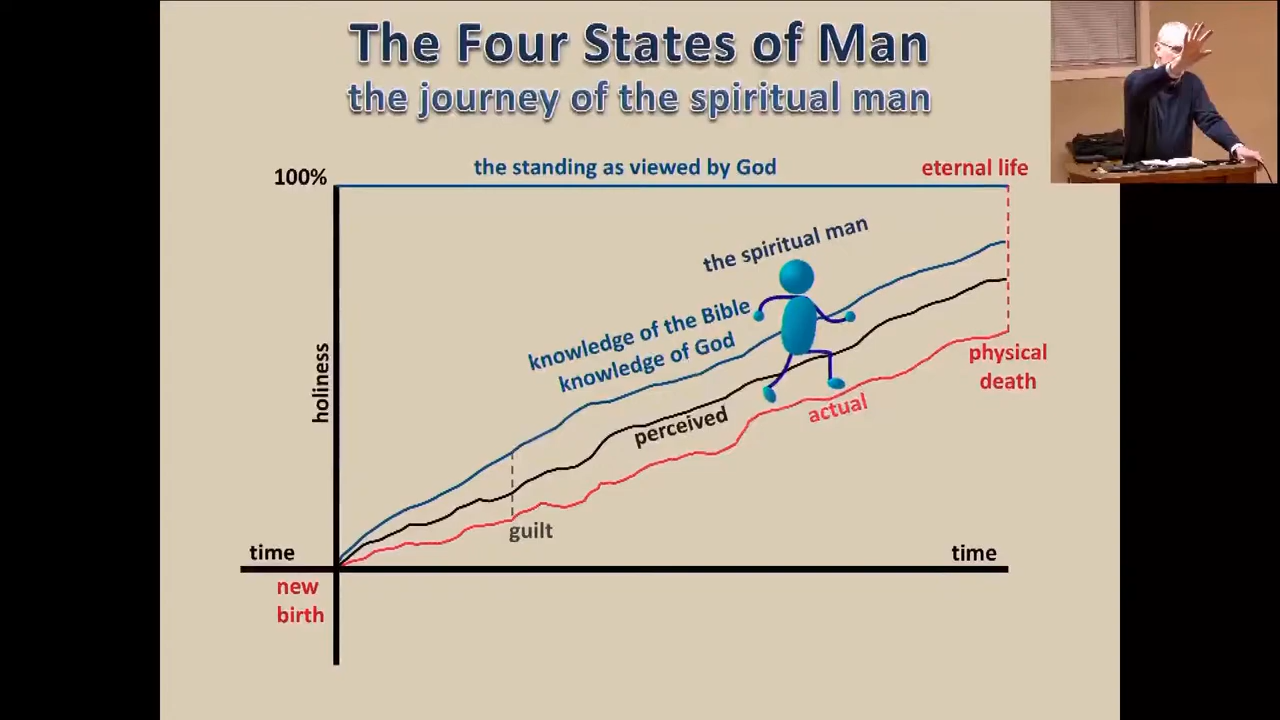 The Four States of Man
the journey of the spiritual man
the standing as viewed by God
eternal life
100%
the spiritual man
knowledge of the Bible
knowledge of God
holiness
perceived
actual
physical
death
guilt
time
time
new
birth